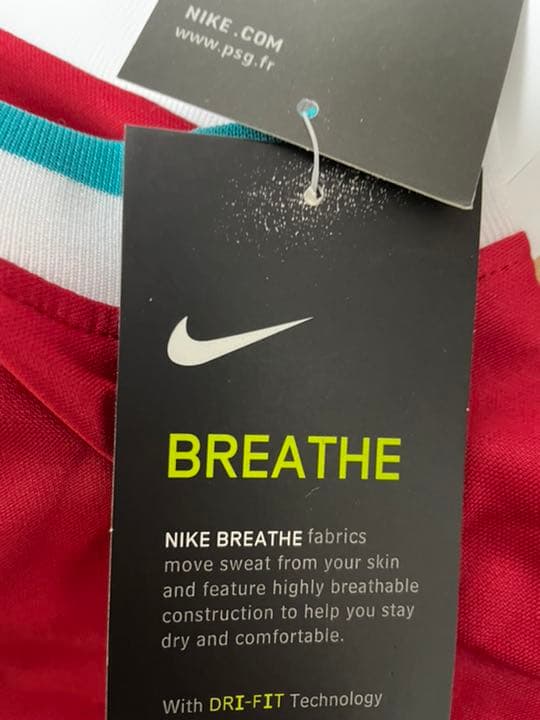 NIKE.COM
www.psg.fr
BREATHE
NIKE BREATHE fabrics
move sweat from your skin
and feature highly breathable
construction to help you stay
dry and comfortable.
With DRI-FIT Technology